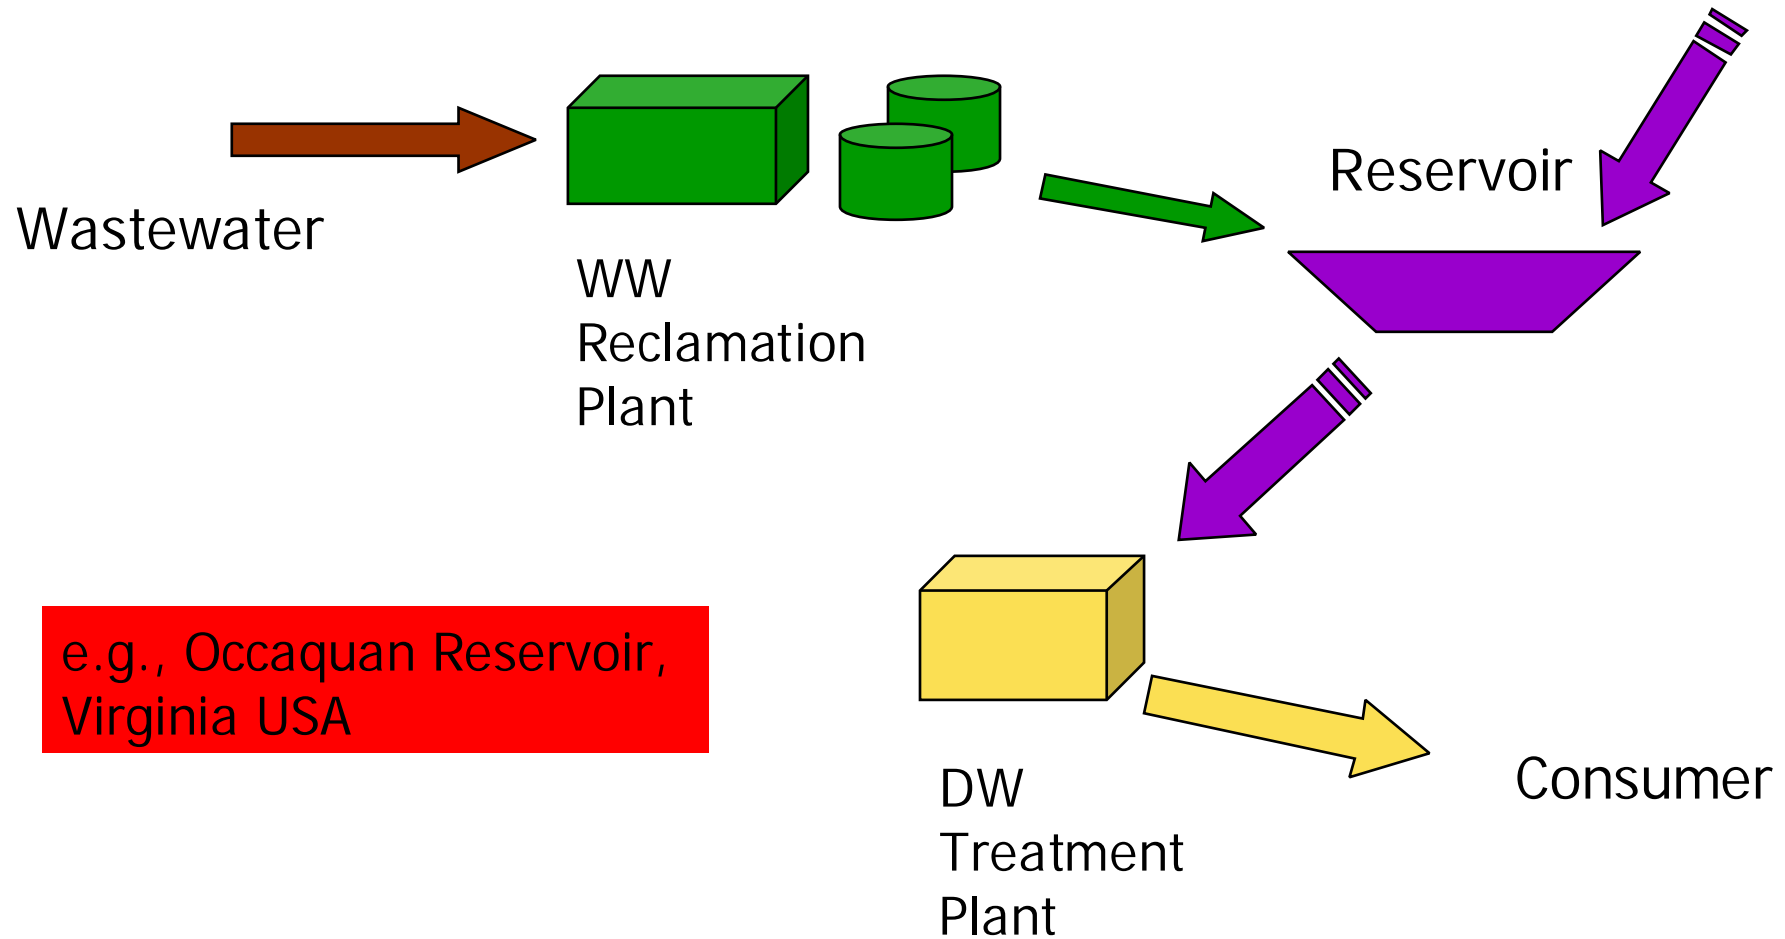 Wastewater
WW
Reclamation
Plant
Reservoir
e.g., Occaquan Reservoir,
Virginia USA
DW
Treatment
Plant
Consumer